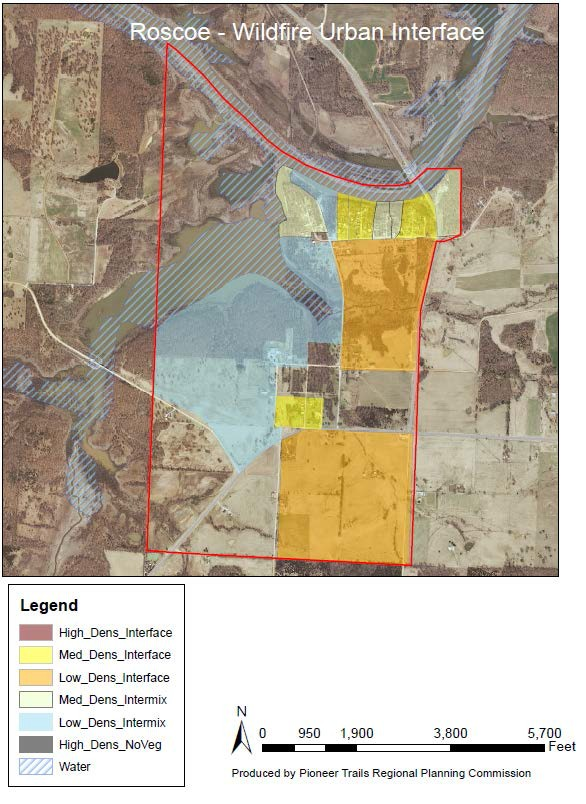 Roscoe - Wildfire Urban Interface
Legend
High_Dens_Interface
Med_Dens_Interface
Low_Dens_Interface
Med_Dens_Intermix
Low_Dens_Intermix
High_Dens_NoVeg
Water
N
0 950 1,900 3,800 5,700
Feet
Produced by Pioneer Trails Regional Planning Commission